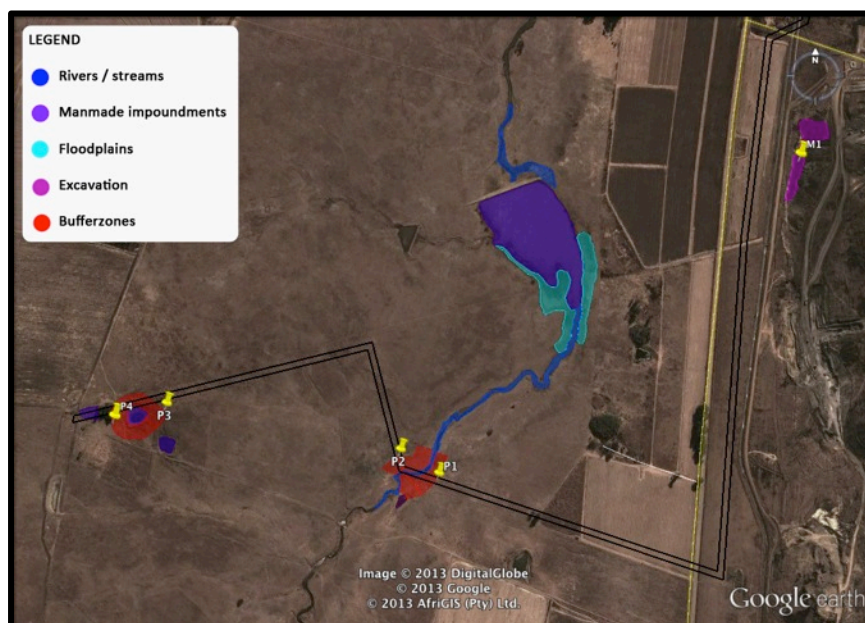 LEGEND
Rivers / streams
Manmade impoundments
Floodplains
Excavation
Bufferzones
N
M1
P4
P3
P2
P1
Image © 2013 DigitalGlobe
© 2013 Google
© 2013 AfriGIS (Pty) Ltd.
Google earth